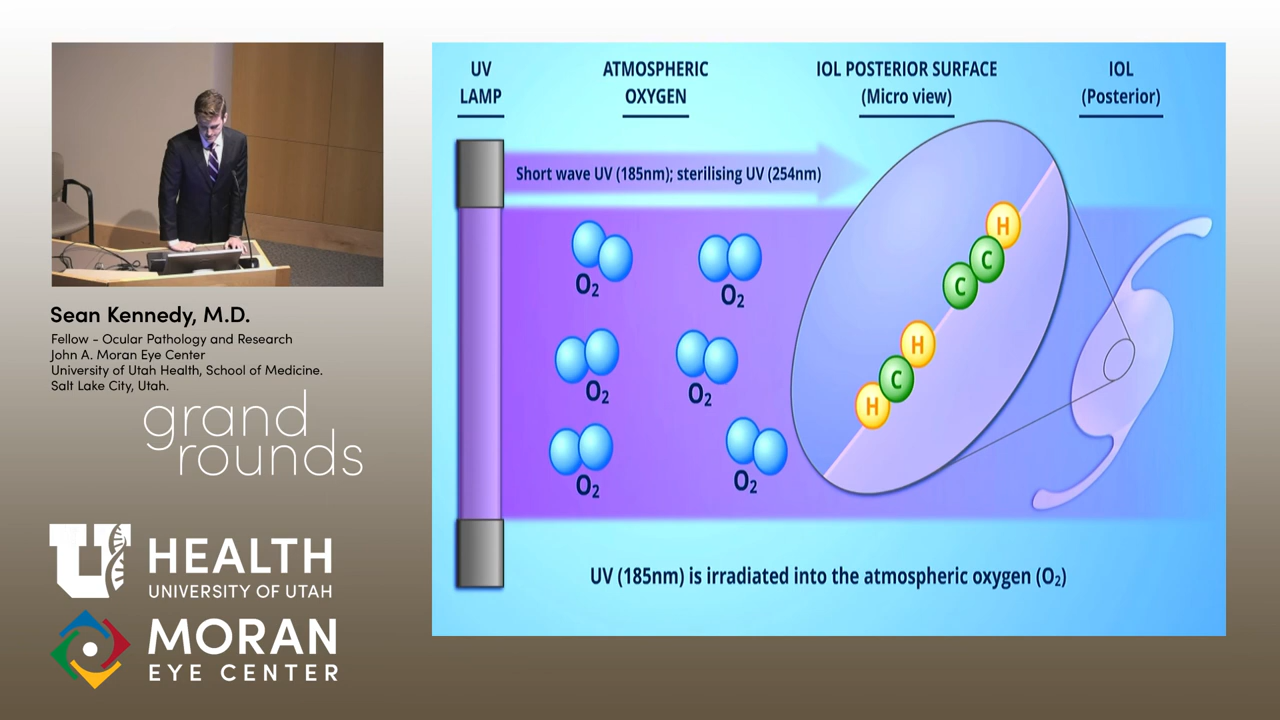 Sean Kennedy, M.D.
Fellow - Ocular Pathology and Research
John A. Moran Eye Center
University of Utah Health, School of Medicine.
Salt Lake City, Utah.
grand
rounds
U HEALTH
UNIVERSITY OF UTAH
MORAN
EYE CENTER
UV
LAMP
ATMOSPHERIC
OXYGEN
IOL POSTERIOR SURFACE
(Micro view)
IOL
(Posterior)
Short wave UV (185nm); sterilising UV (254nm)
O₂
O₂
O₂
O₂
O₂
O₂
H
C
C
H
C
H
UV (185nm) is irradiated into the atmospheric oxygen (O₂)